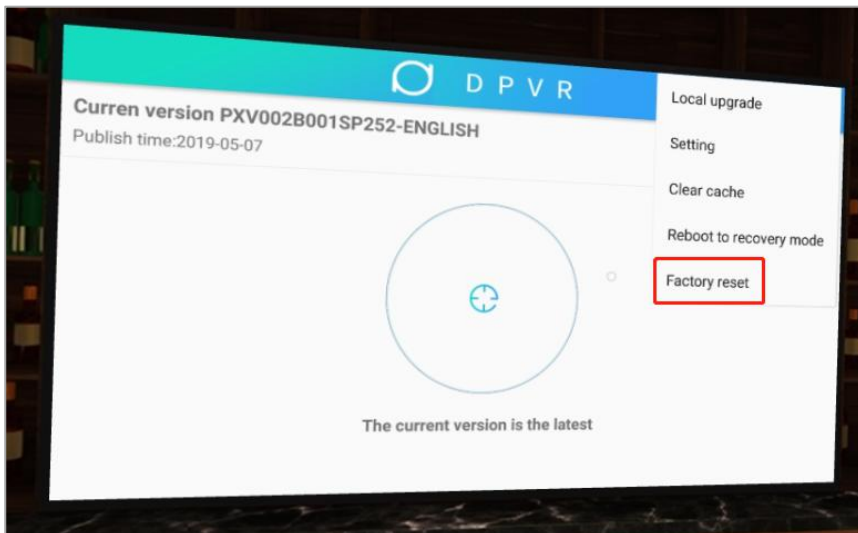 DPVR
Curren version PXV002B001SP252-ENGLISH
Publish time:2019-05-07
The current version is the latest
Local upgrade
Setting
Clear cache
Reboot to recovery mode
Factory reset